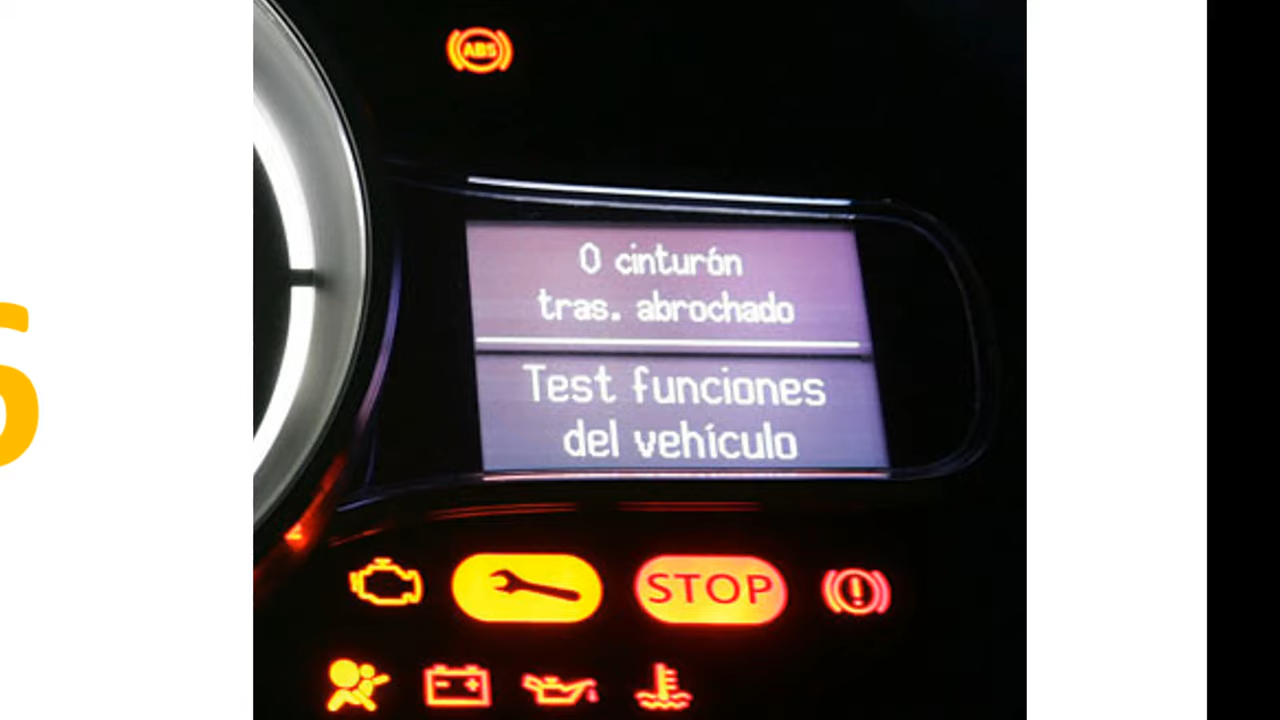 ABS
0 cinturón
tras. abrochado
Test funciones
del vehículo
STOP